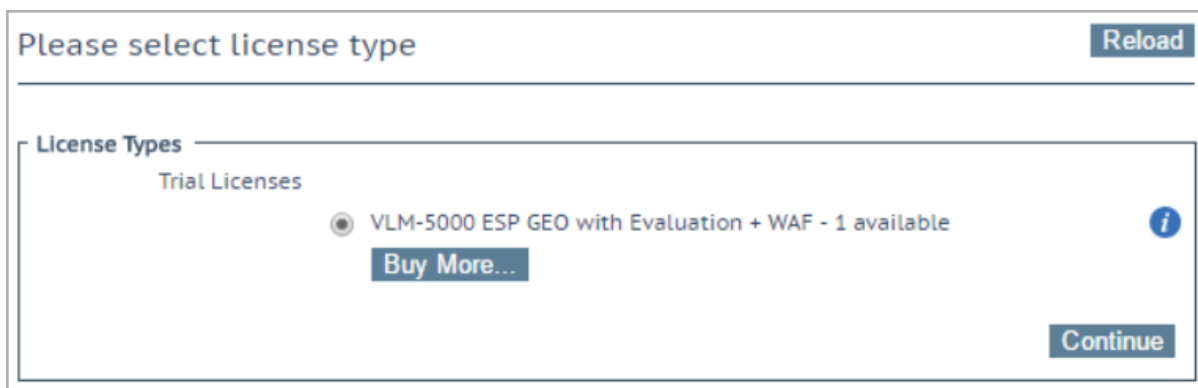 Please select license type
Reload
License Types
Trial Licenses
VLM-5000 ESP GEO with Evaluation + WAF - 1 available
i
Buy More...
Continue